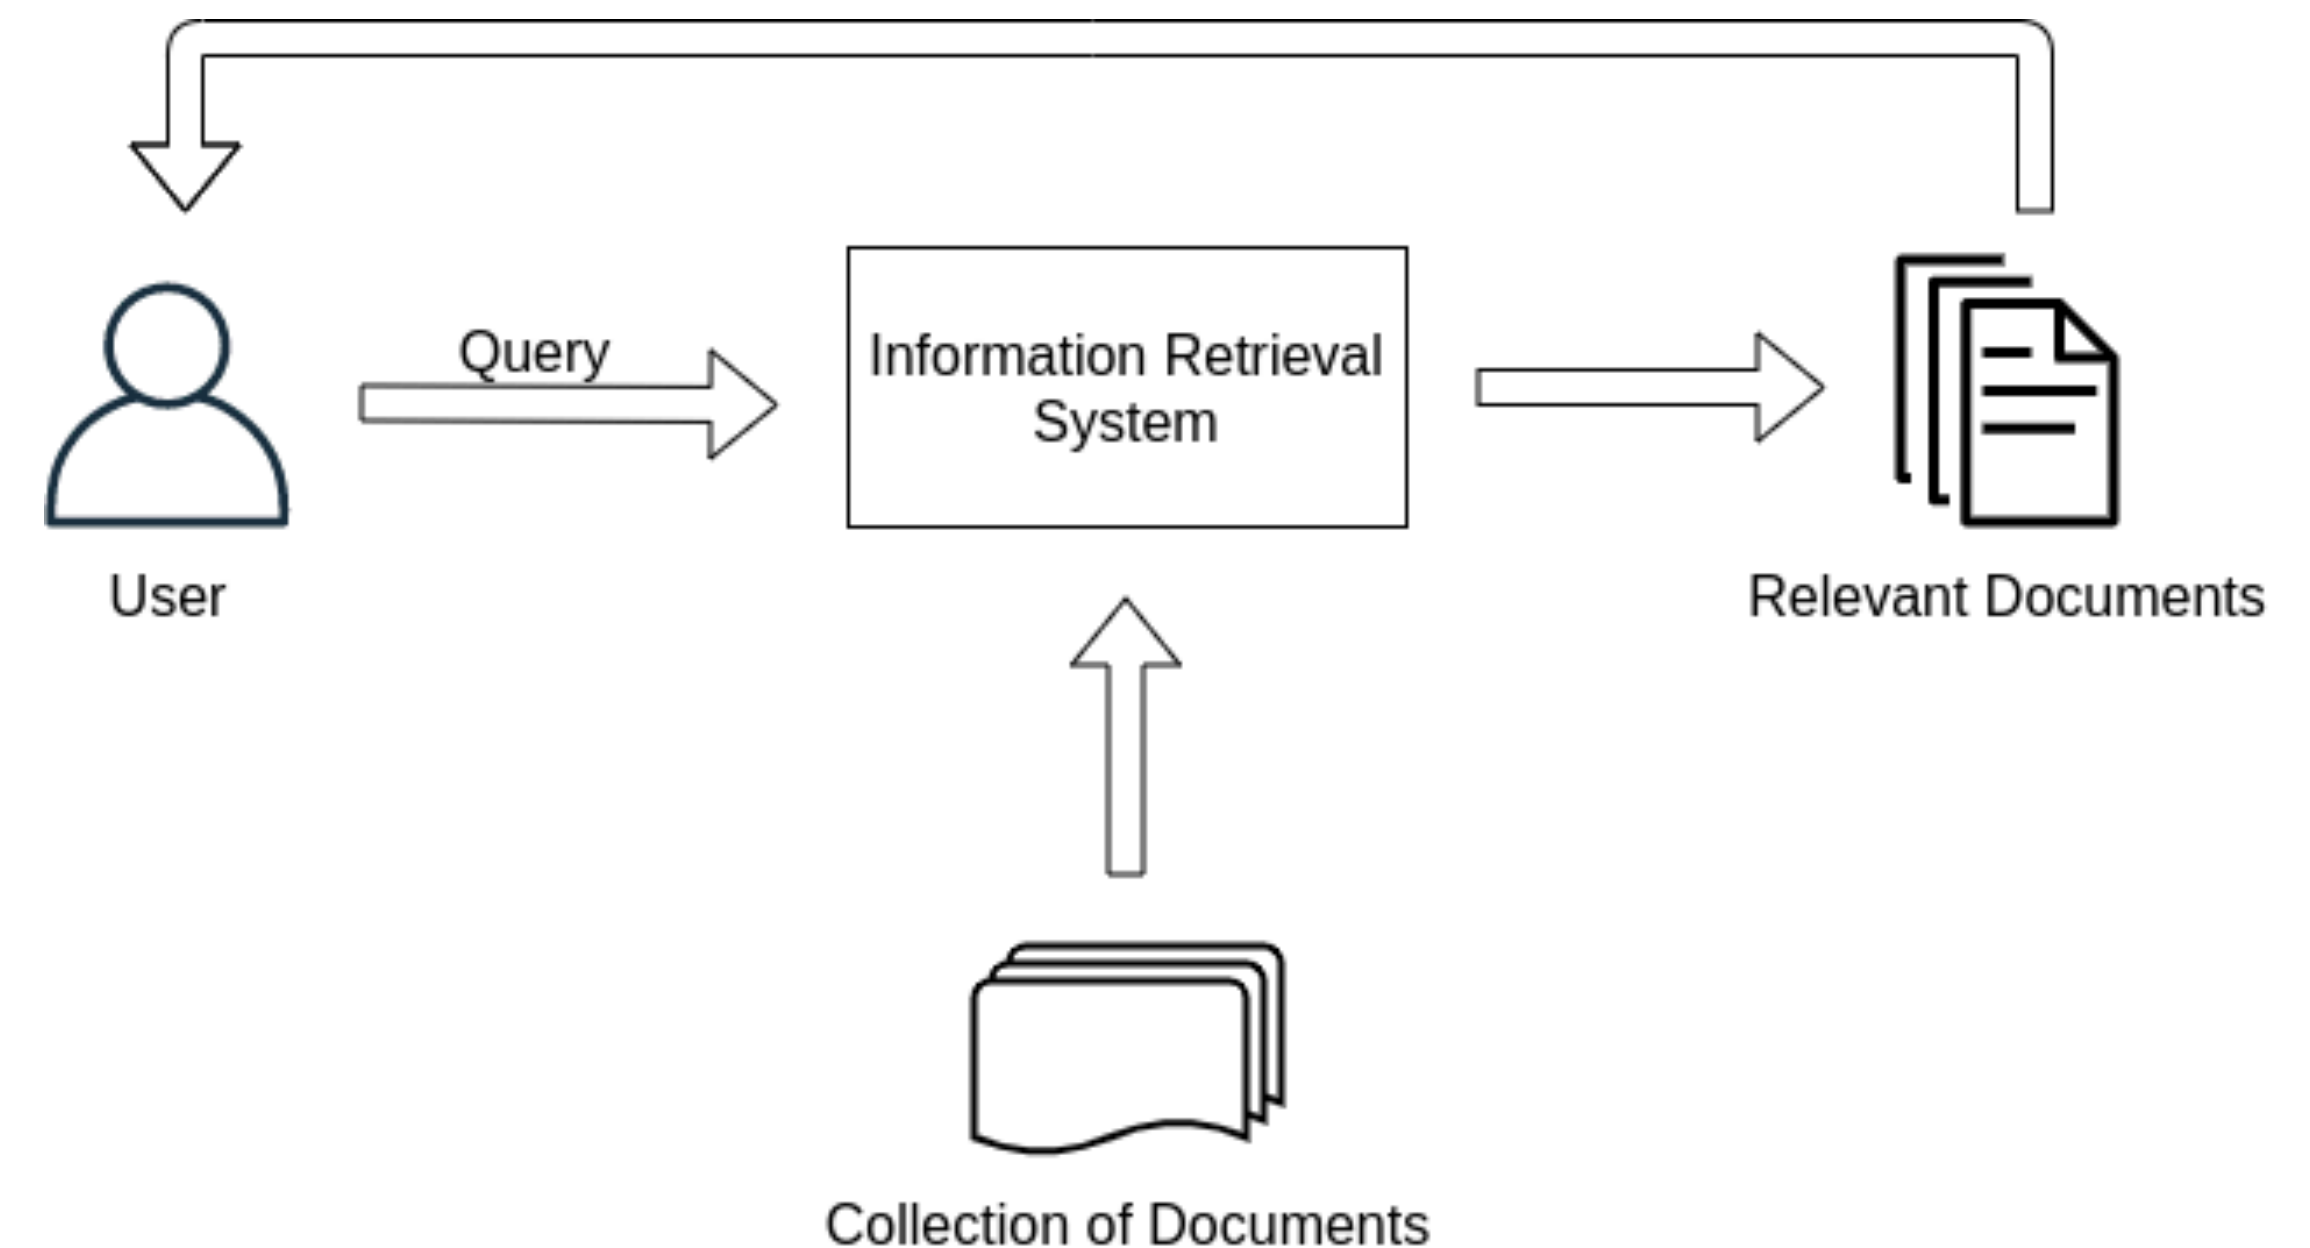 Query
Information Retrieval
System
User
Relevant Documents
Collection of Documents